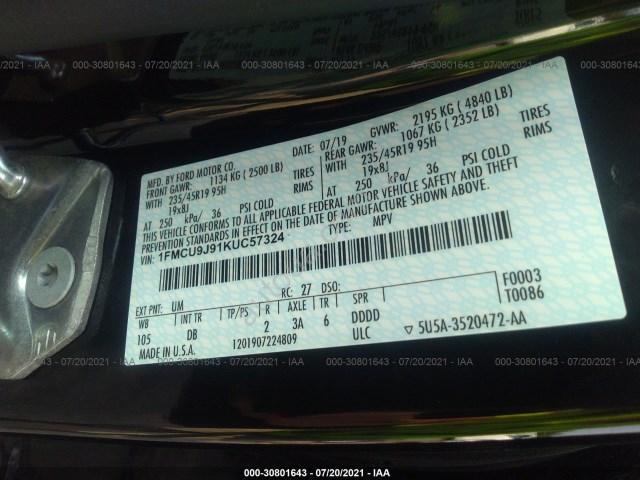 000-30801643 - 07/20/2021 - IAA
MFD. BY FORD MOTOR CO. DATE: 07/19 GVWR: 2195 KG ( 4840 LB)
FRONT GAWR: 1134 KG ( 2500 LB) REAR GAWR: 1067 KG ( 2352 LB)
WITH 235/45R19 95H TIRES WITH 235/45R19 95H TIRES
19x8J RIMS 19x8J RIMS
AT 250 kPa/ 36 PSI COLD AT 250 kPa/ 36 PSI COLD
THIS VEHICLE CONFORMS TO ALL APPLICABLE FEDERAL MOTOR VEHICLE SAFETY AND THEFT
PREVENTION STANDARDS IN EFFECT ON THE DATE OF MANUFACTURE SHOWN ABOVE.
VIN: 1FMCU9J91KUC57324 TYPE: MPV
EXT PNT: UM RC: 27 DSO: F0003
WB INT TR TP/PS R AXLE TR SPR T0086
105 DB 2 3A 6 DDDD
MADE IN U.S.A. 1201907224809 ULC 5U5A-3520472-AA
000-30801643 - 07/20/2021 - IAA